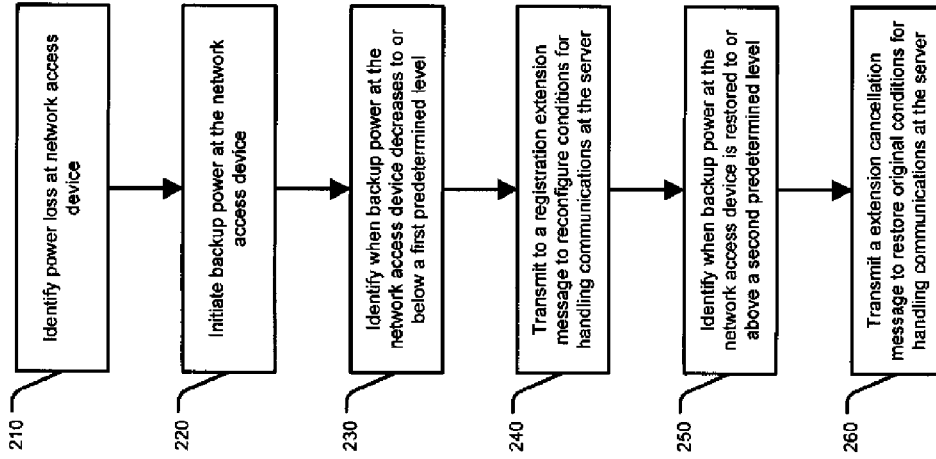 210
Identify power loss at network access
device
220
Initiate backup power at the network
access device
230
Identify when backup power at the
network access device decreases to or
below a first predetermined level
240
Transmit to a registration extension
message to reconfigure conditions for
handling communications at the server
250
Identify when backup power at the
network access device is restored to or
above a second predetermined level
260
Transmit a extension cancellation
message to restore original conditions for
handling communications at the server